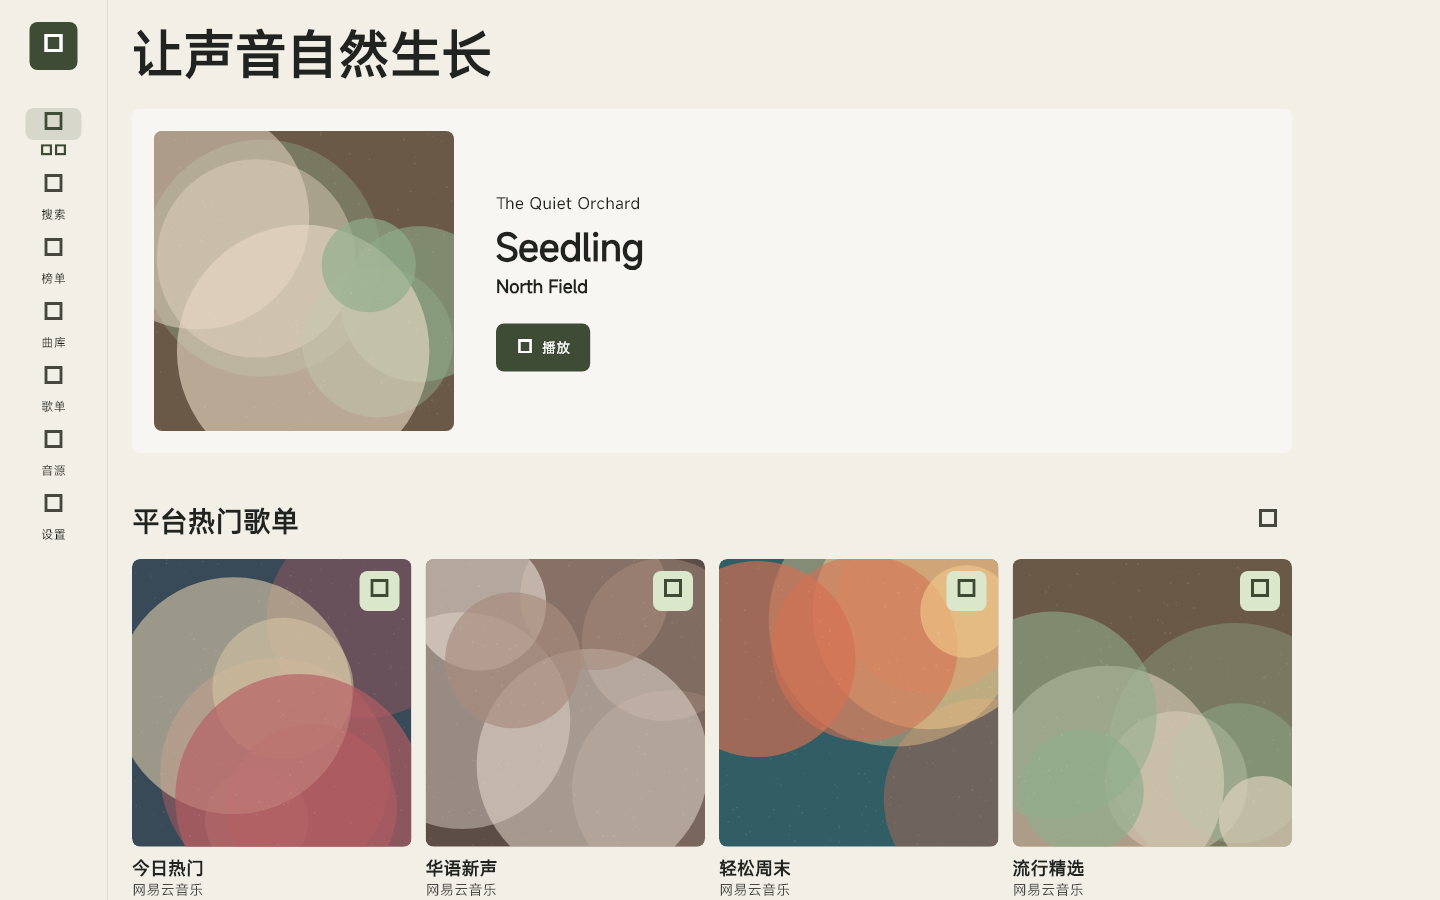 让声音自然生长
搜索
榜单
曲库
歌单
音源
设置
The Quiet Orchard
Seedling
North Field
播放
平台热门歌单
今日热门
网易云音乐
华语新声
网易云音乐
轻松周末
网易云音乐
流行精选
网易云音乐